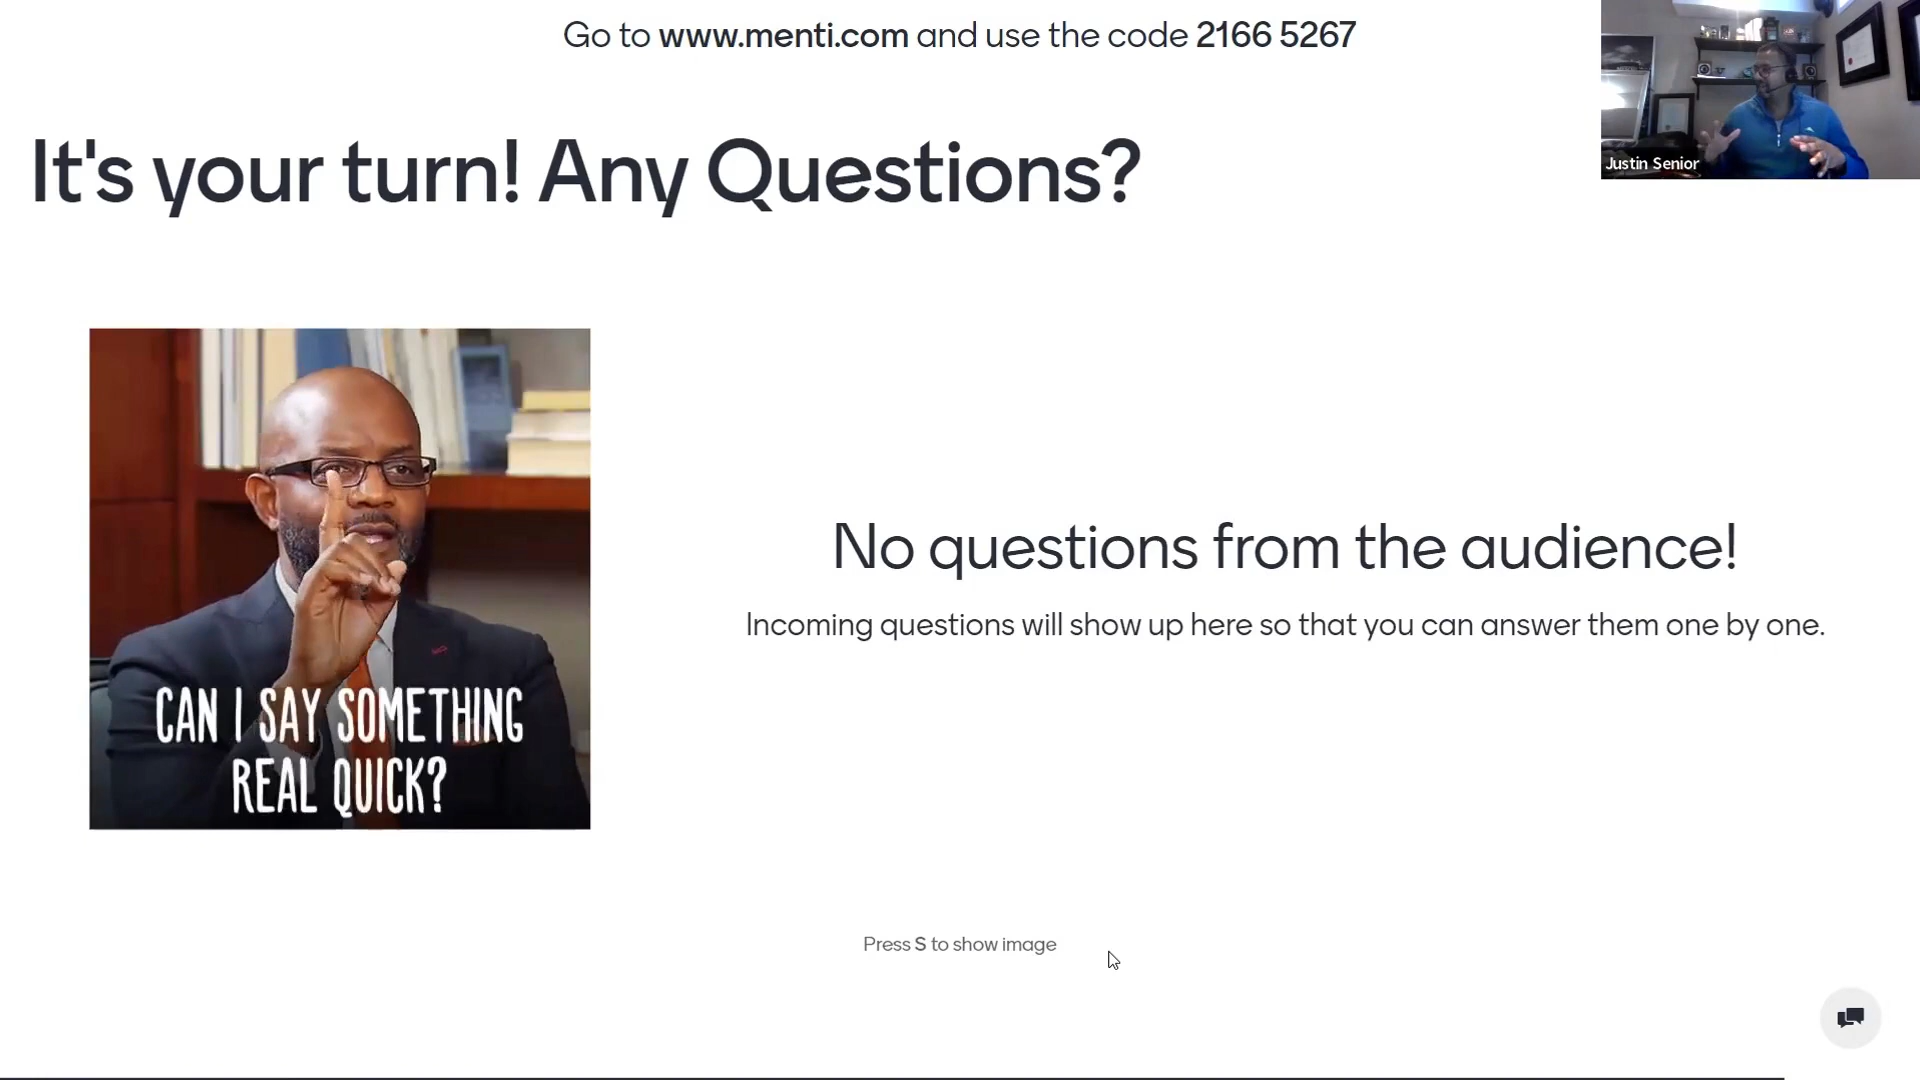 Go to www.menti.com and use the code 2166 5267
Justin Senior
It's your turn! Any Questions?
CAN I SAY SOMETHING
REAL QUICK?
No questions from the audience!
Incoming questions will show up here so that you can answer them one by one.
Press S to show image